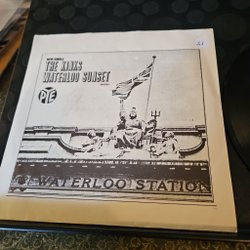 THE KINKS
WATERLOO SUNSET
PYE
WATERLOO STATION